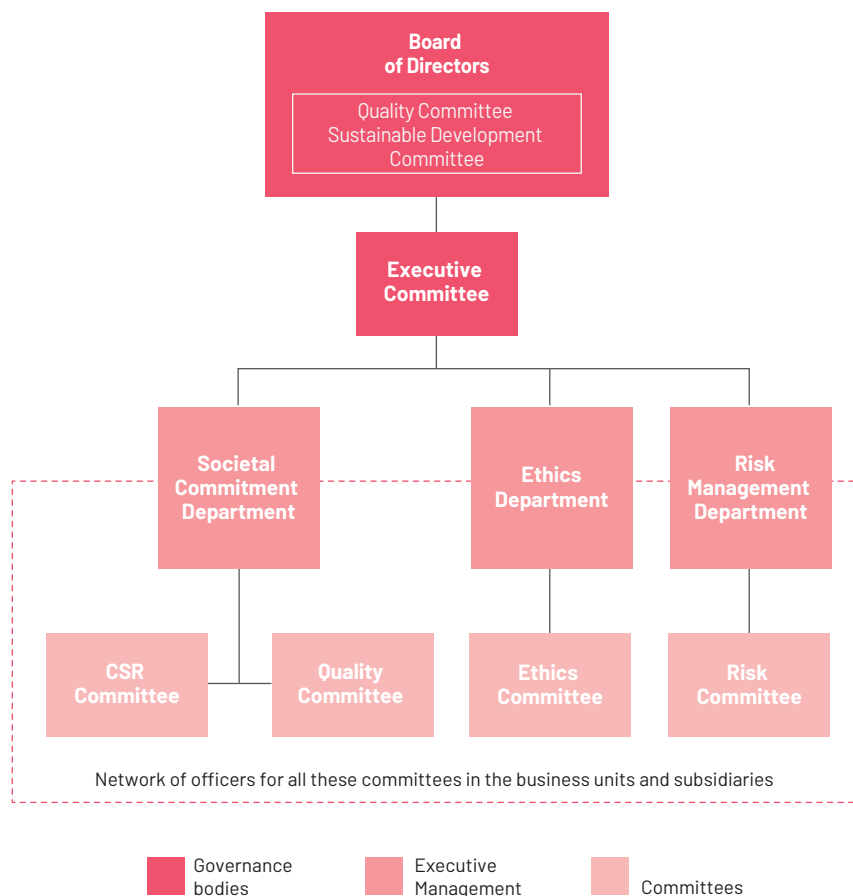 Board
of Directors
Quality Committee
Sustainable Development
Committee
Executive
Committee
Societal
Commitment
Department
Ethics
Department
Risk
Management
Department
CSR
Committee
Quality
Committee
Ethics
Committee
Risk
Committee
Network of officers for all these committees in the business units and subsidiaries
Governance
bodies
Executive
Management
Committees